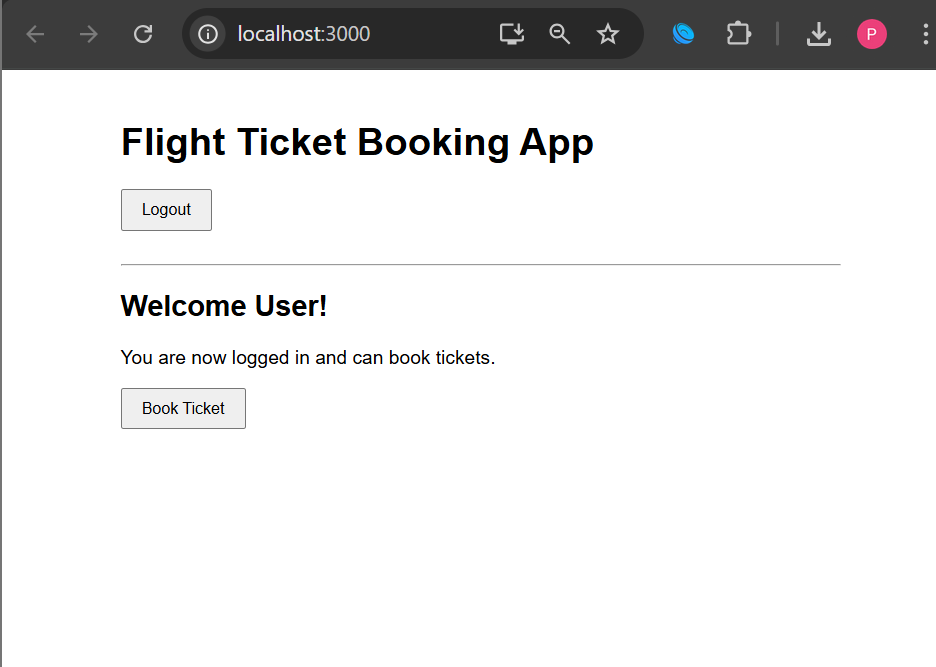 localhost:3000
P
Flight Ticket Booking App
Logout
Welcome User!
You are now logged in and can book tickets.
Book Ticket